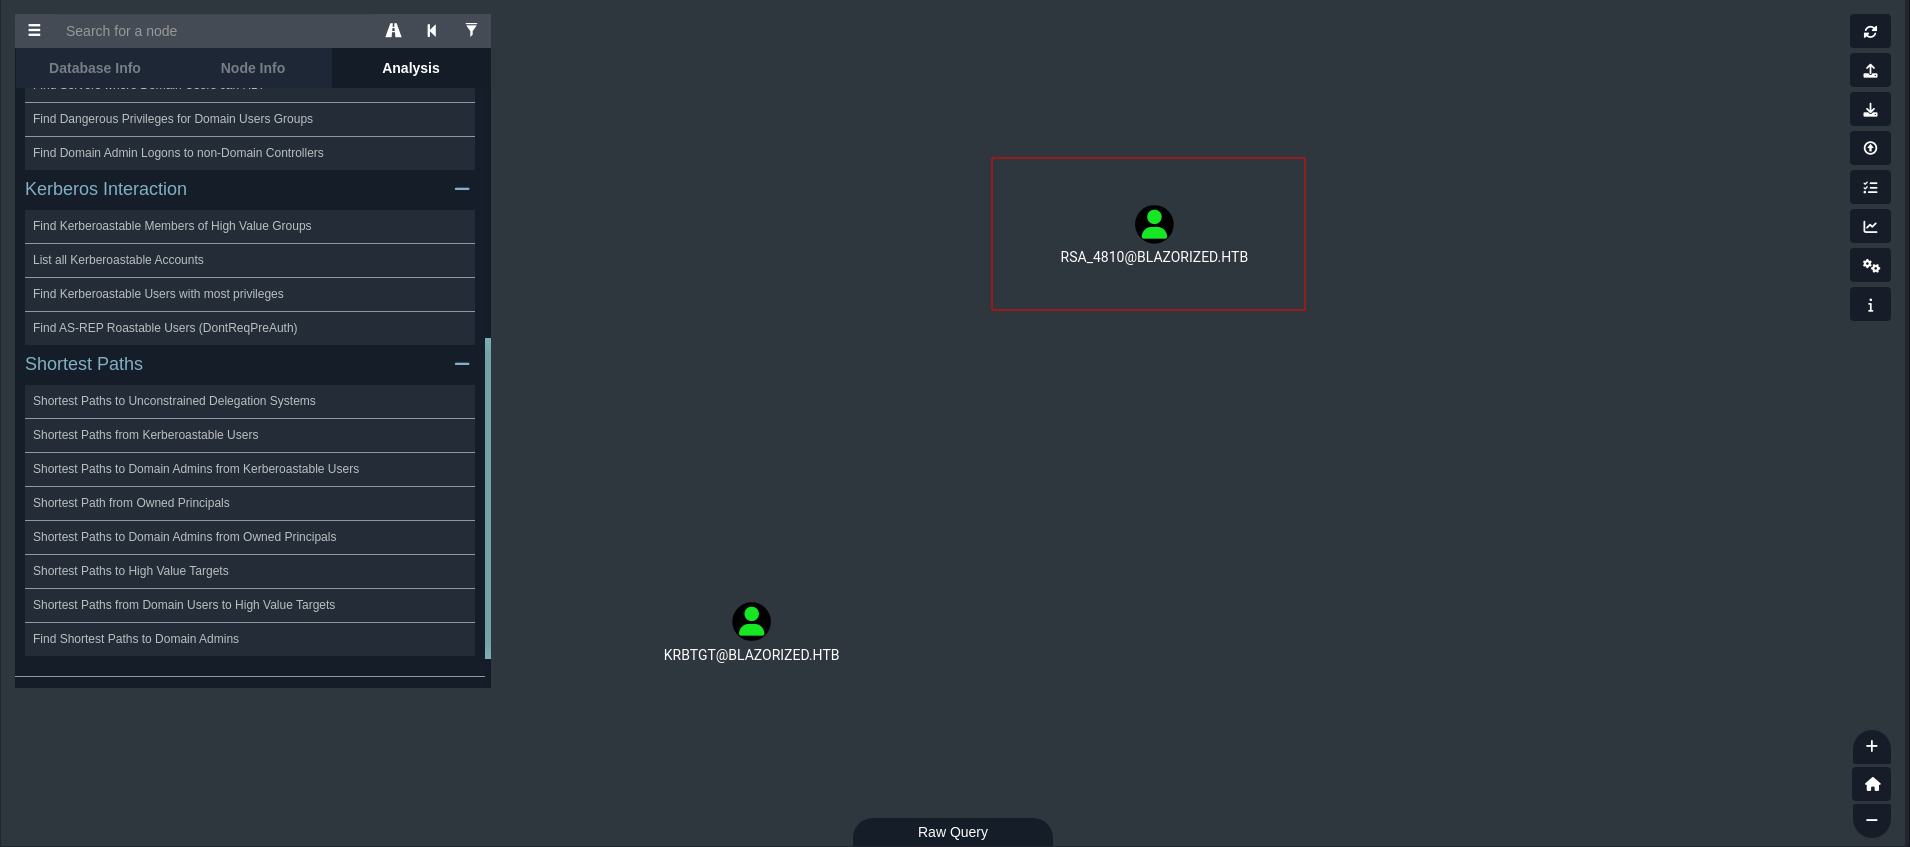 Search for a node
Database Info
Node Info
Analysis
Find Dangerous Privileges for Domain Users Groups
Find Domain Admin Logons to non-Domain Controllers
Kerberos Interaction
Find Kerberoastable Members of High Value Groups
List all Kerberoastable Accounts
Find Kerberoastable Users with most privileges
Find AS-REP Roastable Users (DontReqPreAuth)
Shortest Paths
Shortest Paths to Unconstrained Delegation Systems
Shortest Paths from Kerberoastable Users
Shortest Paths to Domain Admins from Kerberoastable Users
Shortest Path from Owned Principals
Shortest Paths to Domain Admins from Owned Principals
Shortest Paths to High Value Targets
Shortest Paths from Domain Users to High Value Targets
Find Shortest Paths to Domain Admins
RSA_4810@BLAZORIZED.HTB
KRBTGT@BLAZORIZED.HTB
Raw Query